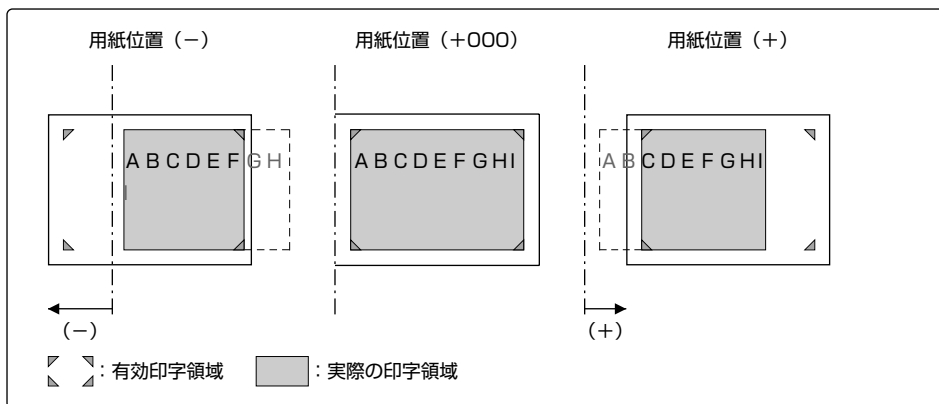 用紙位置（－） 用紙位置（＋000） 用紙位置（＋）
A B C D E F G H A B C D E F G H I A B C D E F G H I
I
（－） （＋）
：有効印字領域 ：実際の印字領域